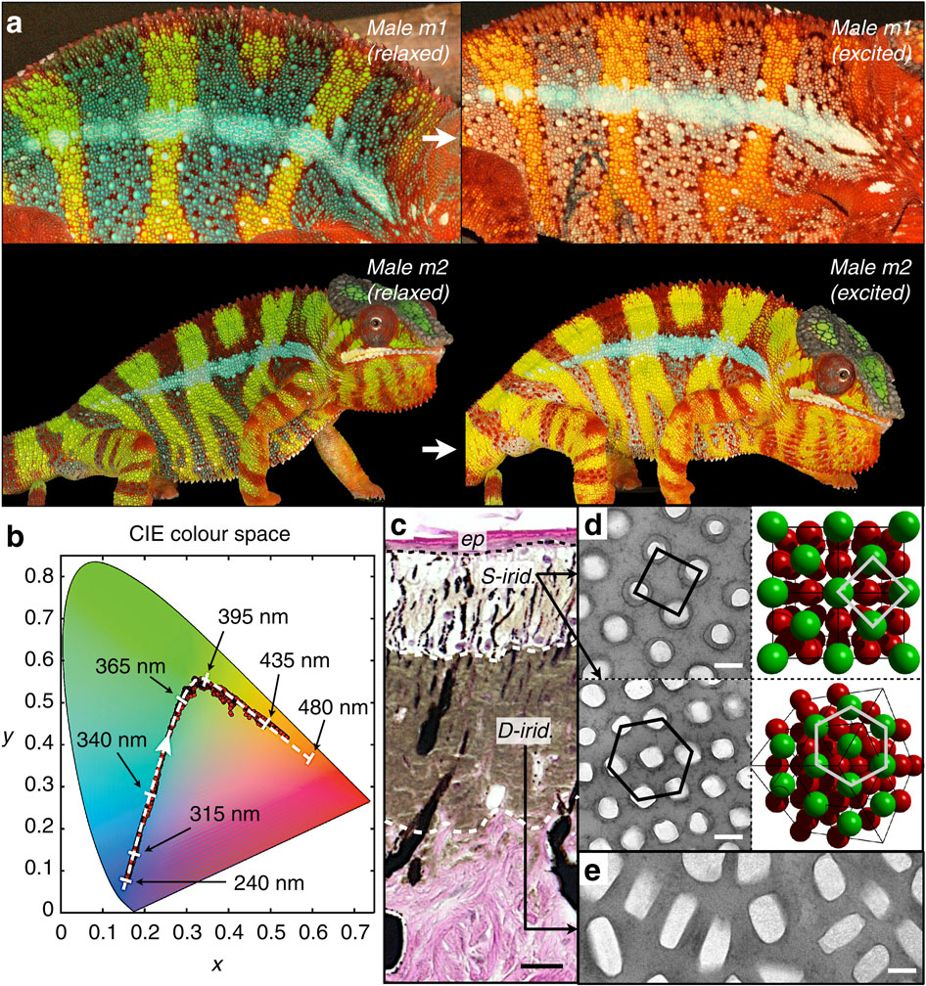 a
Male m1
(relaxed)
Male m1
(excited)
Male m2
(relaxed)
Male m2
(excited)
b
CIE colour space
0.8
0.7
0.6
0.5
0.4
0.3
0.2
0.1
0
y
395 nm
365 nm
435 nm
480 nm
340 nm
315 nm
240 nm
0 0.1 0.2 0.3 0.4 0.5 0.6 0.7
x
c
ep
S-irid.
D-irid.
d
e